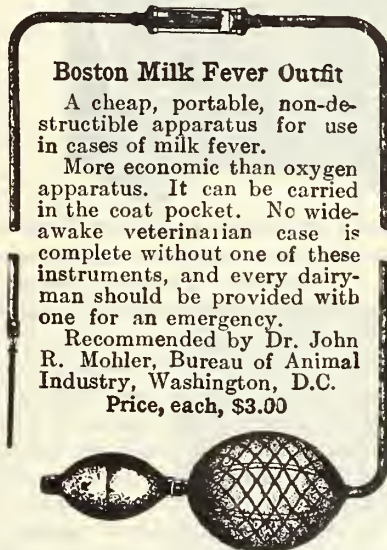 Boston Milk Fever Outfit
A cheap, portable, non-de-
structible apparatus for use
in cases of milk fever.
More economic than oxygen
apparatus. It can be carried
in the coat pocket. No wide-
awake veterinarian case is
complete without one of these
instruments, and every dairy-
man should be provided with
one for an emergency.
Recommended by Dr. John
R. Mohler, Bureau of Animal
Industry, Washington, D.C.
Price, each, $3.00